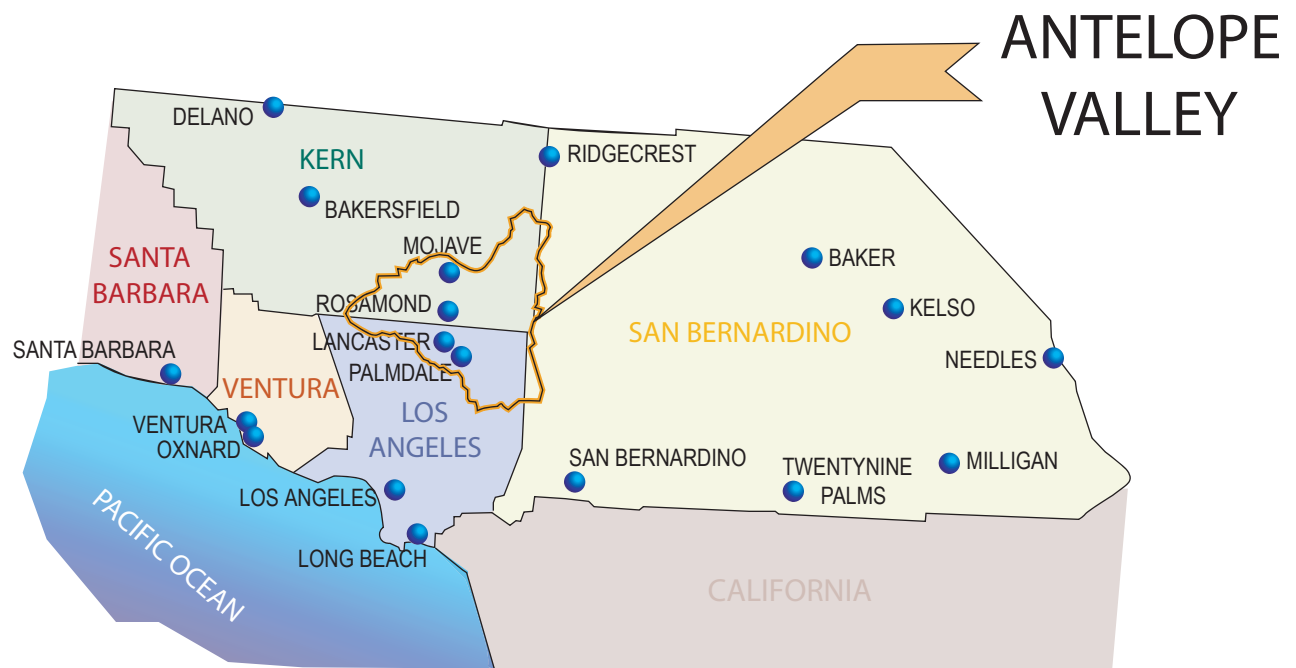 ANTELOPE
VALLEY
DELANO
KERN
RIDGECREST
BAKERSFIELD
MOJAVE
SANTA
BARBARA
BAKER
ROSAMOND
KELSO
LANCASTER
SAN BERNARDINO
SANTA BARBARA
PALMDALE
NEEDLES
VENTURA
LOS
ANGELES
VENTURA
OXNARD
SAN BERNARDINO
TWENTYNINE
PALMS
MILLIGAN
LOS ANGELES
PACIFIC OCEAN
LONG BEACH
CALIFORNIA